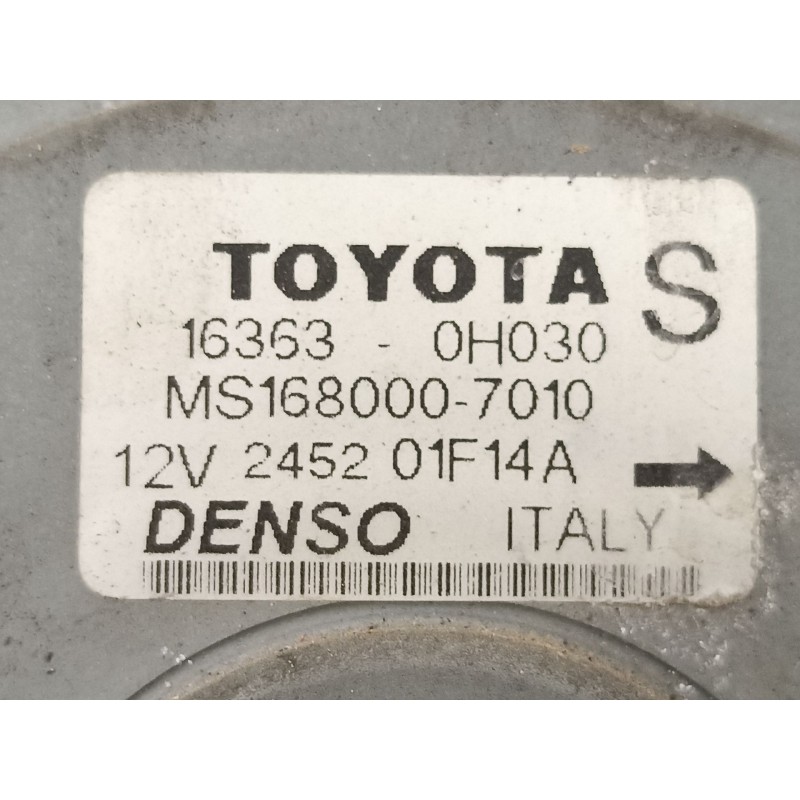 TOYOTA S
16363 - 0H030
MS168000-7010
12V 2452 01F14A
DENSO ITALY